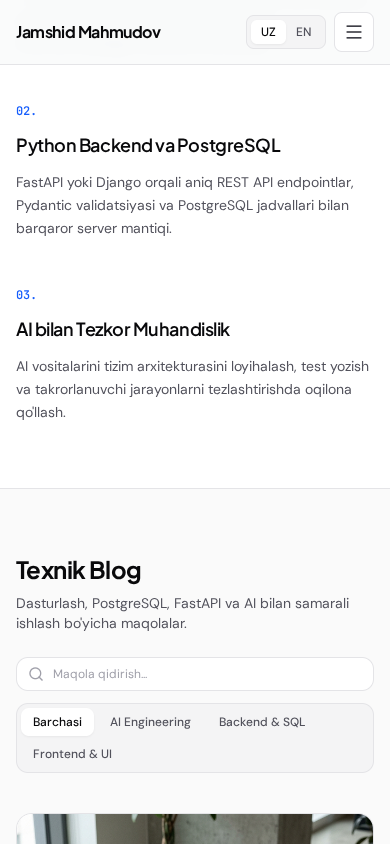 Jamshid Mahmudov
UZ EN
02.
Python Backend va PostgreSQL
FastAPI yoki Django orqali aniq REST API endpointlar,
Pydantic validatsiyasi va PostgreSQL jadvallari bilan
barqaror server mantiqi.
03.
AI bilan Tezkor Muhandislik
AI vositalarini tizim arxitekturasini loyihalash, test yozish
va takrorlanuvchi jarayonlarni tezlashtirishda oqilona
qo'llash.
Texnik Blog
Dasturlash, PostgreSQL, FastAPI va AI bilan samarali
ishlash bo'yicha maqolalar.
Maqola qidirish...
Barchasi AI Engineering Backend & SQL
Frontend & UI